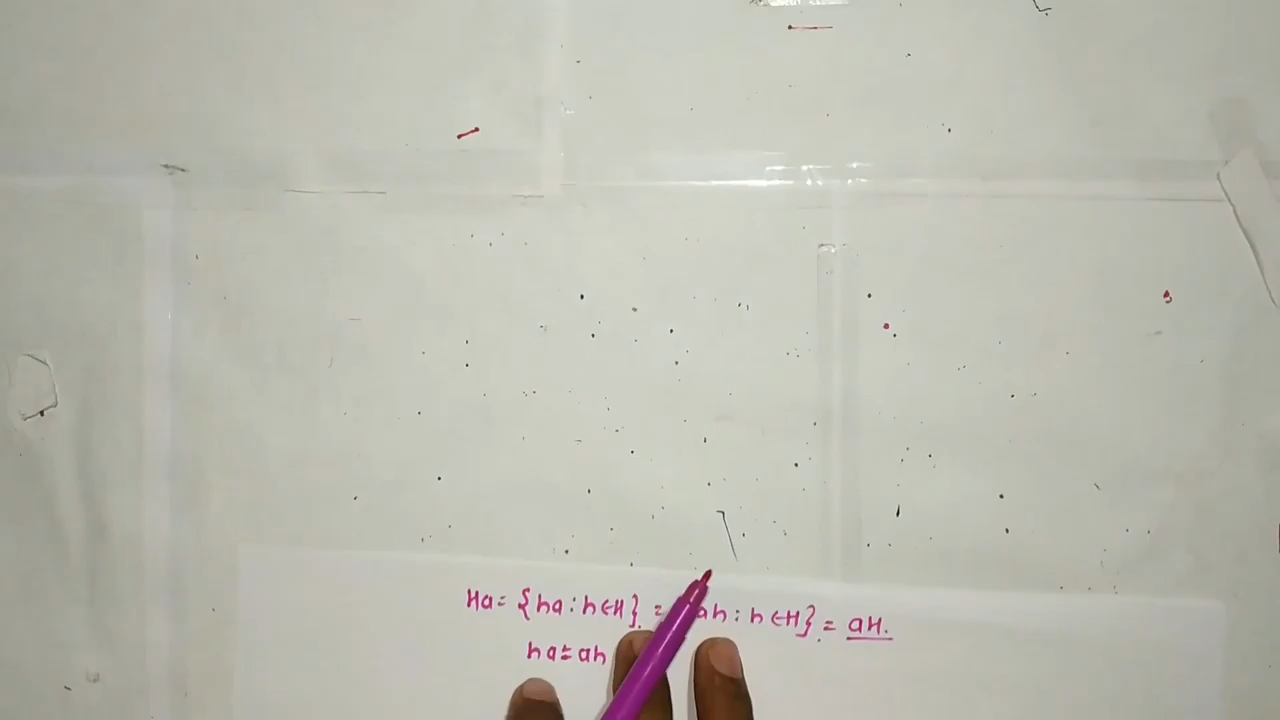 Ha = {ha : h∈H} = ah : h∈H} = aH.
ha = ah